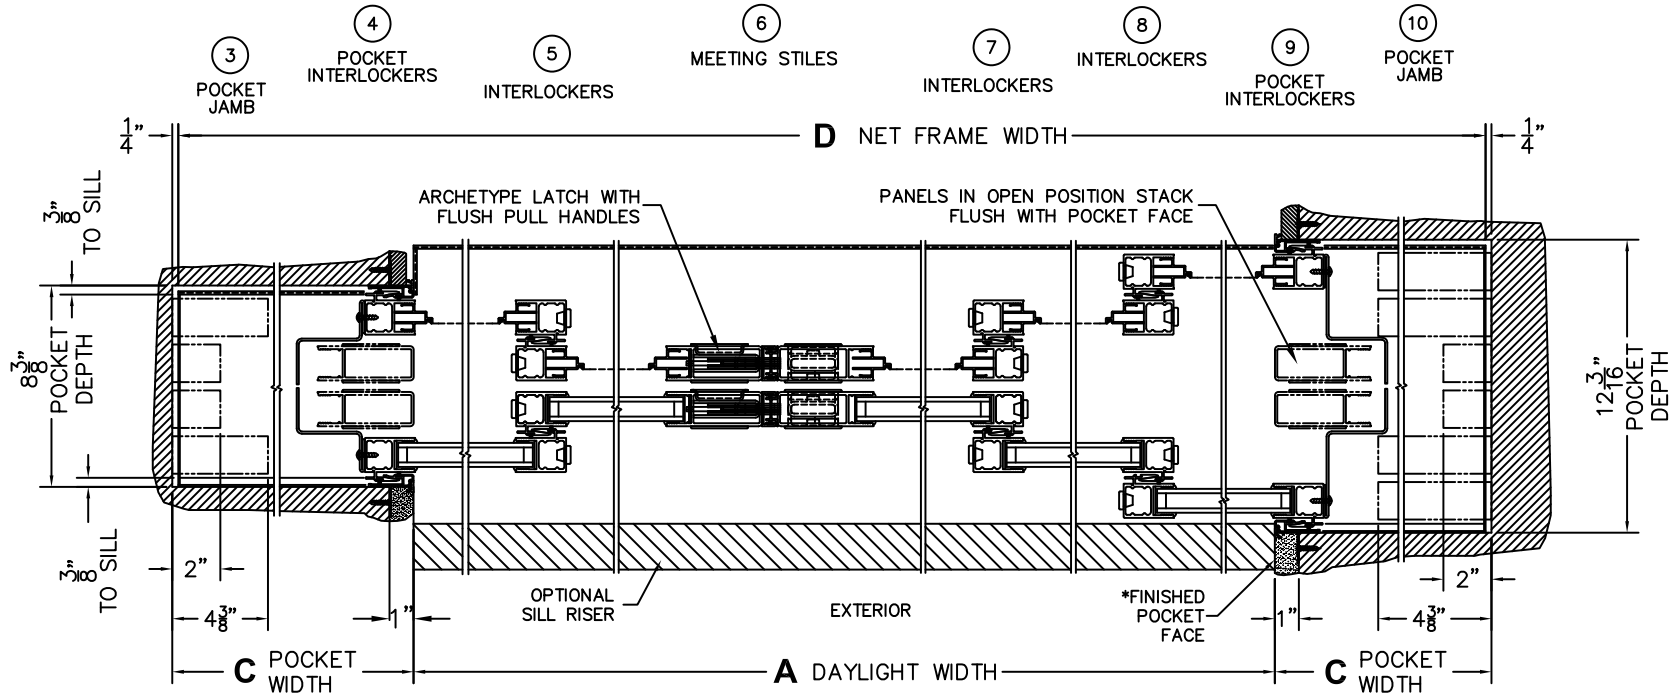 3
POCKET
JAMB
4
POCKET
INTERLOCKERS
5
INTERLOCKERS
6
MEETING STILES
7
INTERLOCKERS
8
INTERLOCKERS
9
POCKET
INTERLOCKERS
10
POCKET
JAMB
1/4"
D NET FRAME WIDTH
1/4"
3/8"
TO SILL
ARCHETYPE LATCH WITH
FLUSH PULL HANDLES
PANELS IN OPEN POSITION STACK
FLUSH WITH POCKET FACE
8 3/8"
POCKET
DEPTH
12 3/16"
POCKET
DEPTH
3/8"
TO SILL
2"
4 3/8"
1"
OPTIONAL
SILL RISER
EXTERIOR
*FINISHED
POCKET
FACE
1"
2"
4 3/8"
C POCKET
WIDTH
A DAYLIGHT WIDTH
C POCKET
WIDTH